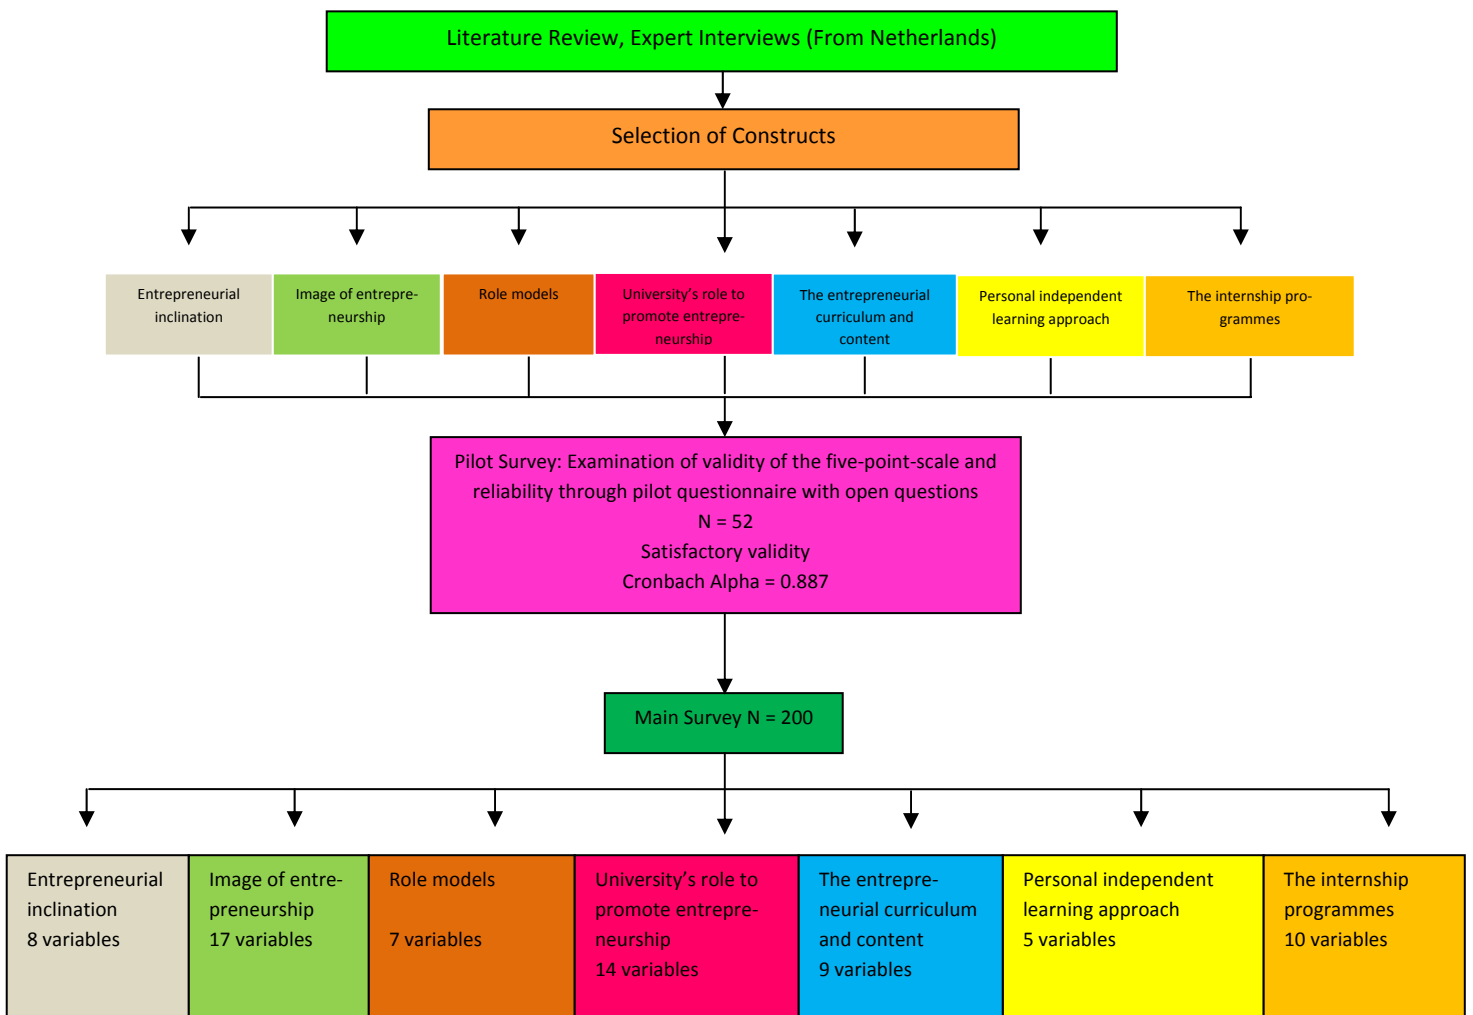 Literature Review, Expert Interviews (From Netherlands)
Selection of Constructs
Entrepreneurial
inclination
Image of entrepre-
neurship
Role models
University’s role to
promote entrepre-
neurship
The entrepreneurial
curriculum and
content
Personal independent
learning approach
The internship pro-
grammes
Pilot Survey: Examination of validity of the five-point-scale and
reliability through pilot questionnaire with open questions
N = 52
Satisfactory validity
Cronbach Alpha = 0.887
Main Survey N = 200
Entrepreneurial
inclination
8 variables
Image of entre-
preneurship
17 variables
Role models
7 variables
University’s role to
promote entrepre-
neurship
14 variables
The entrepre-
neurial curriculum
and content
9 variables
Personal independent
learning approach
5 variables
The internship
programmes
10 variables